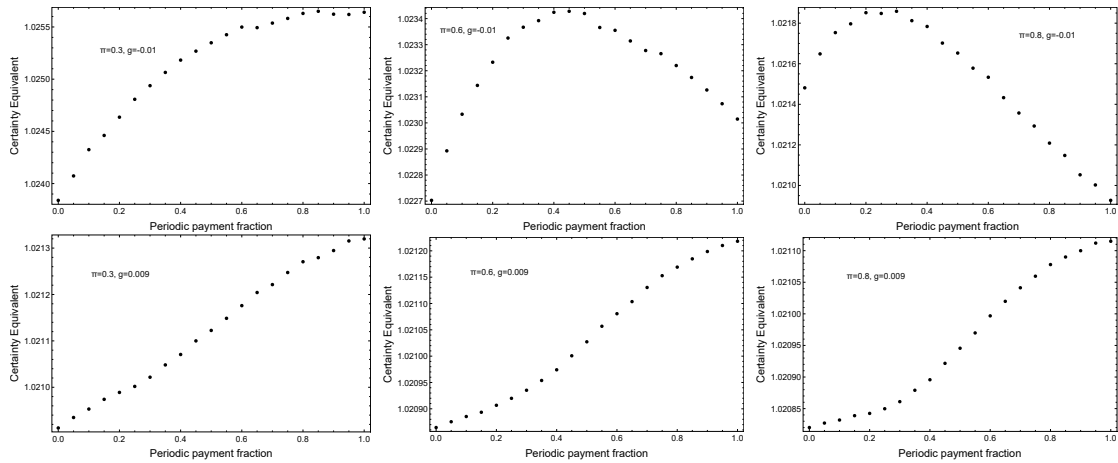 1.0255
1.0250
1.0245
1.0240
Certainty Equivalent
π=0.3, g=-0.01
0.0 0.2 0.4 0.6 0.8 1.0
Periodic payment fraction
1.0234
1.0233
1.0232
1.0231
1.0230
1.0229
1.0228
1.0227
Certainty Equivalent
π=0.6, g=-0.01
0.0 0.2 0.4 0.6 0.8 1.0
Periodic payment fraction
1.0218
1.0216
1.0214
1.0212
1.0210
Certainty Equivalent
π=0.8, g=-0.01
0.0 0.2 0.4 0.6 0.8 1.0
Periodic payment fraction
1.0213
1.0212
1.0211
1.0210
Certainty Equivalent
π=0.3, g=0.009
0.0 0.2 0.4 0.6 0.8 1.0
Periodic payment fraction
1.02120
1.02115
1.02110
1.02105
1.02100
1.02095
1.02090
Certainty Equivalent
π=0.6, g=0.009
0.0 0.2 0.4 0.6 0.8 1.0
Periodic payment fraction
1.02110
1.02105
1.02100
1.02095
1.02090
1.02085
Certainty Equivalent
π=0.8, g=0.009
0.0 0.2 0.4 0.6 0.8 1.0
Periodic payment fraction